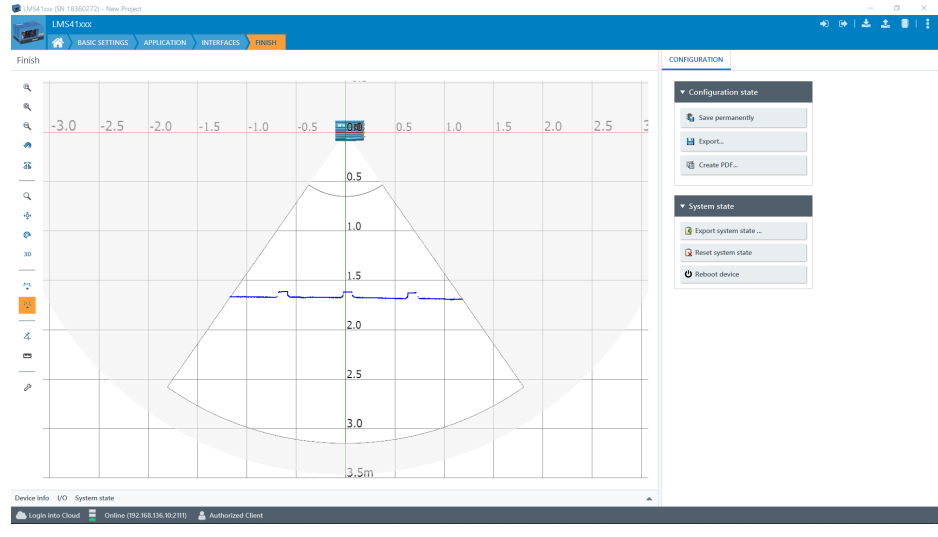 LMS41xxx (SN 18360272) - New Project
LMS41xxx
BASIC SETTINGS APPLICATION INTERFACES FINISH
Finish
CONFIGURATION
Configuration state
Save permanently
Export...
Create PDF...
System state
Export system state ...
Reset system state
Reboot device
3D
-3.0 -2.5 -2.0 -1.5 -1.0 -0.5 0.0 0.5 1.0 1.5 2.0 2.5
0.5
1.0
1.5
2.0
2.5
3.0
3.5m
Device info I/O System state
Login into Cloud Online (192.168.136.10:2111) Authorized Client